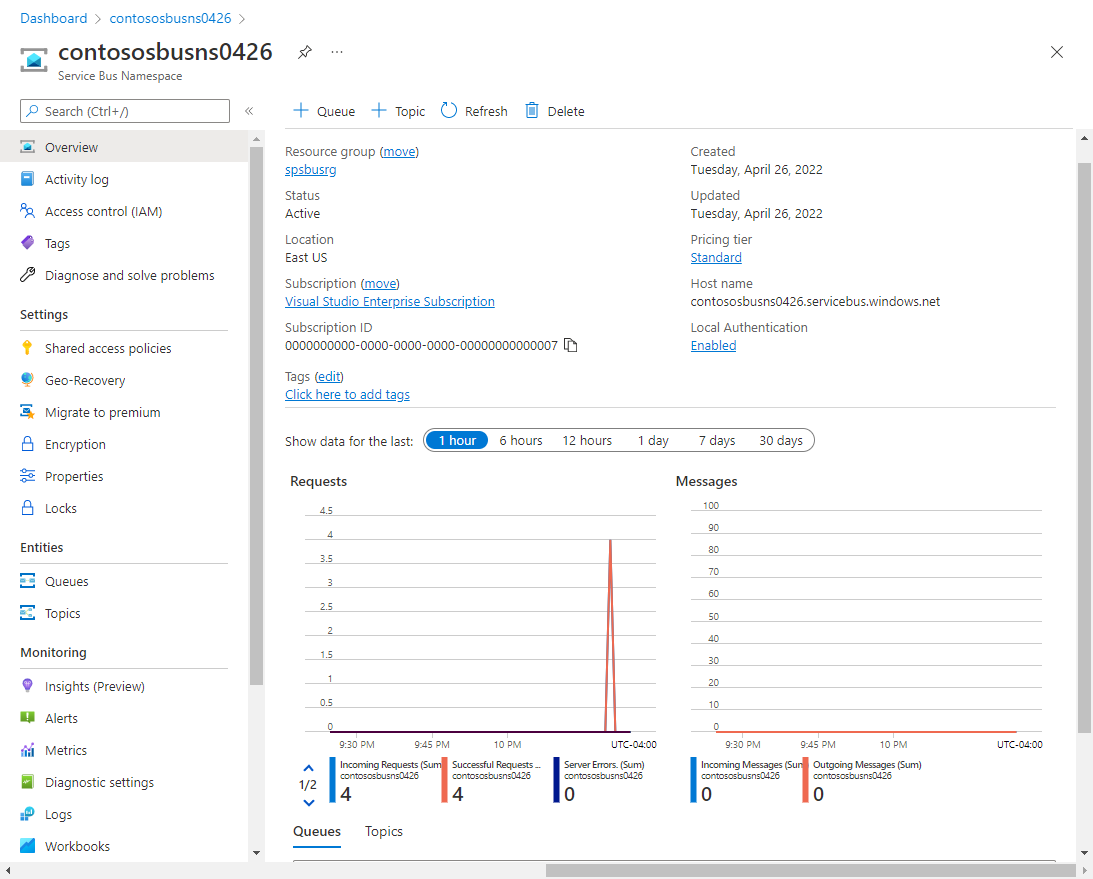 Dashboard > contososbusns0426 >
contososbusns0426
...
Service Bus Namespace
Search (Ctrl+/)
«
+ Queue + Topic Refresh Delete
Overview
Activity log
Access control (IAM)
Tags
Diagnose and solve problems
Settings
Shared access policies
Geo-Recovery
Migrate to premium
Encryption
Properties
Locks
Entities
Queues
Topics
Monitoring
Insights (Preview)
Alerts
Metrics
Diagnostic settings
Logs
Workbooks
Resource group (move)
spsbusrg
Status
Active
Location
East US
Subscription (move)
Visual Studio Enterprise Subscription
Subscription ID
0000000000-0000-0000-0000-00000000000007
Tags (edit)
Click here to add tags
Created
Tuesday, April 26, 2022
Updated
Tuesday, April 26, 2022
Pricing tier
Standard
Host name
contososbusns0426.servicebus.windows.net
Local Authentication
Enabled
Show data for the last: 1 hour 6 hours 12 hours 1 day 7 days 30 days
Requests
4.5
4
3.5
3
2.5
2
1.5
1
0.5
0
9:30 PM 9:45 PM 10 PM UTC-04:00
1/2
Incoming Requests (Sum)
contososbusns0426
4
Successful Requests ...
contososbusns0426
4
Server Errors. (Sum)
contososbusns0426
0
Messages
100
90
80
70
60
50
40
30
20
10
0
9:30 PM 9:45 PM 10 PM UTC-04:00
Incoming Messages (Sum)
contososbusns0426
0
Outgoing Messages (Sum)
contososbusns0426
0
Queues Topics